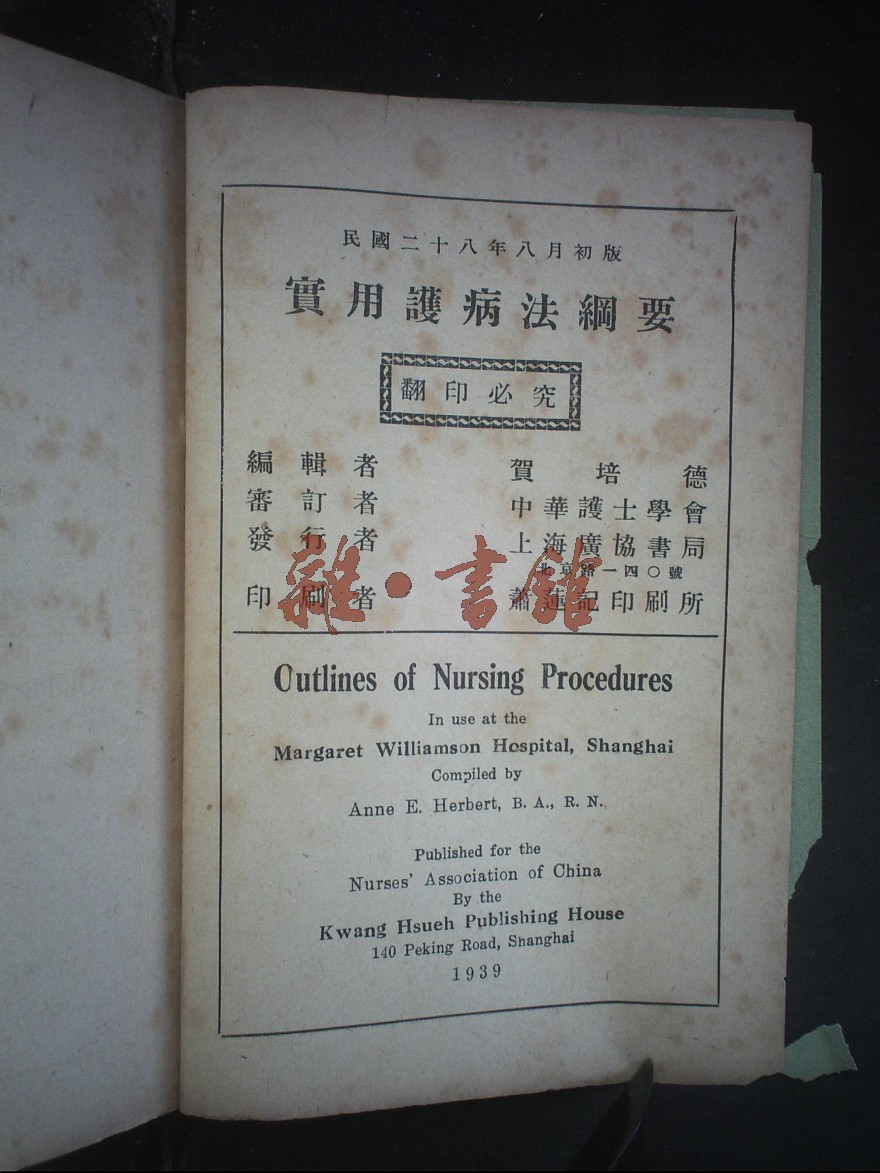 民國二十八年八月初版
實用護病法綱要
翻印必究
編輯者 賀培德
審訂者 中華護士學會
發行者 上海廣協書局
北京路一四〇號
印刷者 蕭蓮記印刷所
雜·書館
Outlines of Nursing Procedures
In use at the
Margaret Williamson Hospital, Shanghai
Compiled by
Anne E. Herbert, B. A., R. N.
Published for the
Nurses' Association of China
By the
Kwang Hsueh Publishing House
140 Peking Road, Shanghai
1939